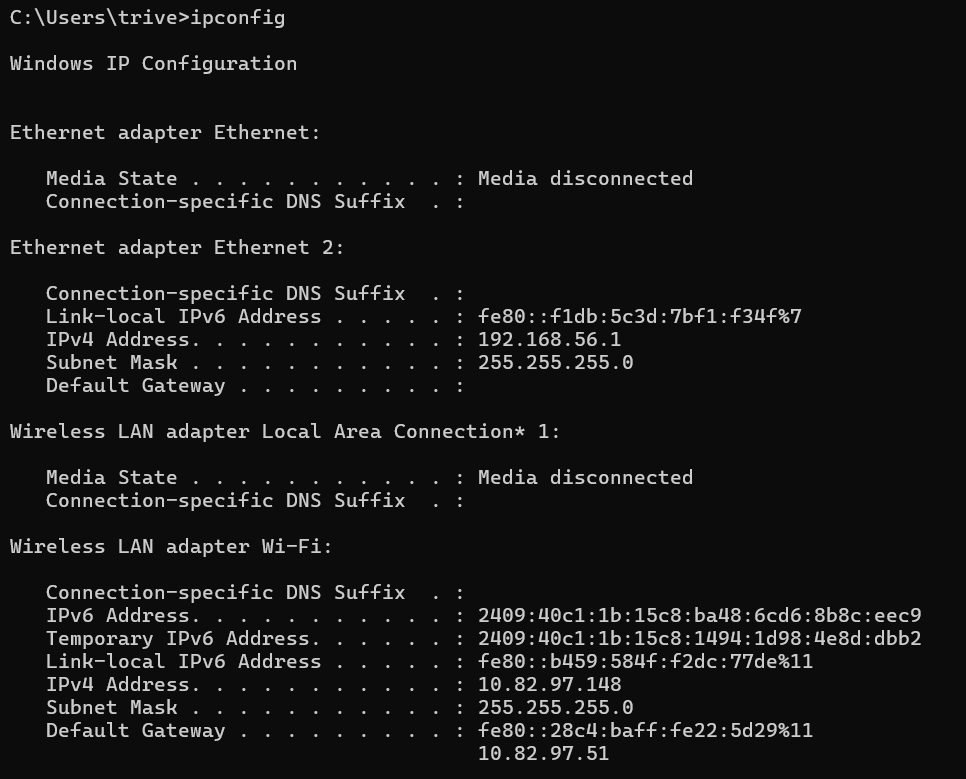 C:\Users\trive>ipconfig
Windows IP Configuration
Ethernet adapter Ethernet:
   Media State . . . . . . . . . . . : Media disconnected
   Connection-specific DNS Suffix  . :
Ethernet adapter Ethernet 2:
   Connection-specific DNS Suffix  . :
   Link-local IPv6 Address . . . . . : fe80::f1db:5c3d:7bf1:f34f%7
   IPv4 Address. . . . . . . . . . . : 192.168.56.1
   Subnet Mask . . . . . . . . . . . : 255.255.255.0
   Default Gateway . . . . . . . . . :
Wireless LAN adapter Local Area Connection* 1:
   Media State . . . . . . . . . . . : Media disconnected
   Connection-specific DNS Suffix  . :
Wireless LAN adapter Wi-Fi:
   Connection-specific DNS Suffix  . :
   IPv6 Address. . . . . . . . . . . : 2409:40c1:1b:15c8:ba48:6cd6:8b8c:eec9
   Temporary IPv6 Address. . . . . . : 2409:40c1:1b:15c8:1494:1d98:4e8d:dbb2
   Link-local IPv6 Address . . . . . : fe80::b459:584f:f2dc:77de%11
   IPv4 Address. . . . . . . . . . . : 10.82.97.148
   Subnet Mask . . . . . . . . . . . : 255.255.255.0
   Default Gateway . . . . . . . . . : fe80::28c4:baff:fe22:5d29%11
                                       10.82.97.51